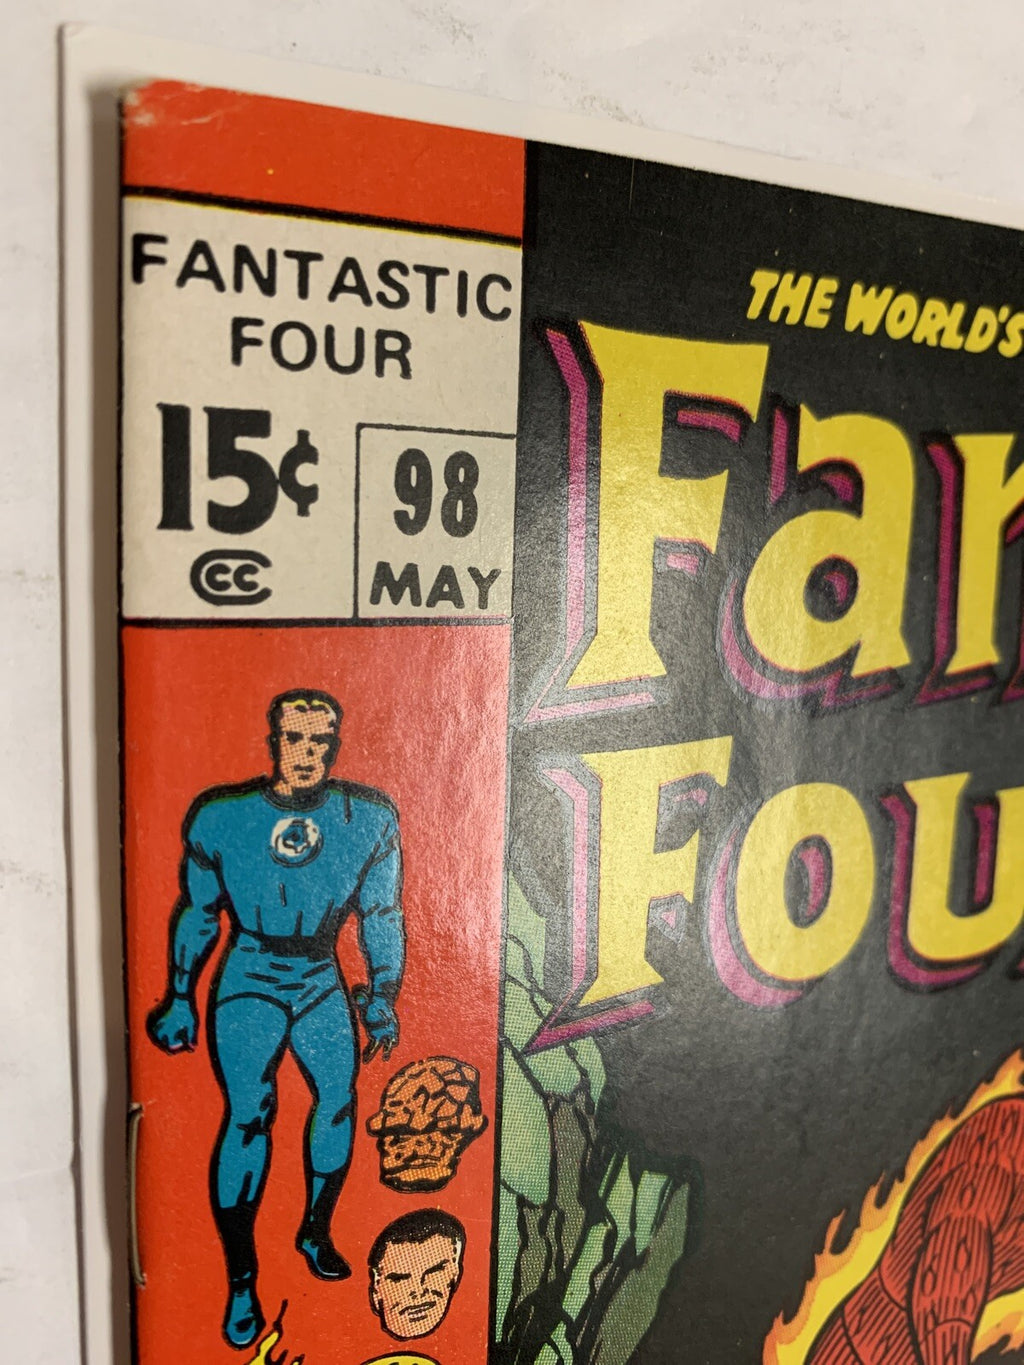 FANTASTIC
FOUR
15¢
98
MAY
CC
THE WORLD'S
Fan
Fou